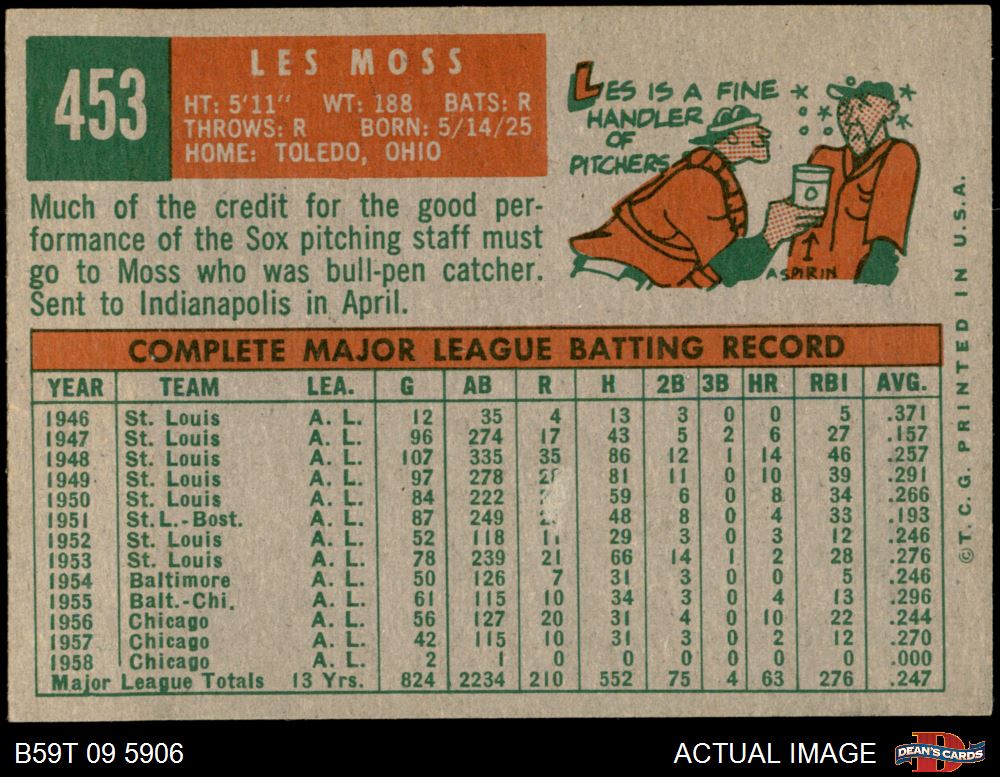 453
LES MOSS
HT: 5'11" WT: 188 BATS: R
THROWS: R BORN: 5/14/25
HOME: TOLEDO, OHIO
LES IS A FINE
HANDLER
OF
PITCHERS
ASPIRIN
Much of the credit for the good per-
formance of the Sox pitching staff must
go to Moss who was bull-pen catcher.
Sent to Indianapolis in April.
COMPLETE MAJOR LEAGUE BATTING RECORD
YEAR TEAM LEA. G AB R H 2B 3B HR RBI AVG.
1946 St. Louis A. L. 12 35 4 13 3 0 0 5 .371
1947 St. Louis A. L. 96 274 17 43 5 2 6 27 .157
1948 St. Louis A. L. 107 335 35 86 12 1 14 46 .257
1949 St. Louis A. L. 97 278 28 81 11 0 10 39 .291
1950 St. Louis A. L. 84 222 59 6 0 8 34 .266
1951 St.L.-Bost. A. L. 87 249 48 8 0 4 33 .193
1952 St. Louis A. L. 52 118 11 29 3 0 3 12 .246
1953 St. Louis A. L. 78 239 21 66 14 1 2 28 .276
1954 Baltimore A. L. 50 126 7 31 3 0 0 5 .246
1955 Balt.-Chi. A. L. 61 115 10 34 3 0 4 13 .296
1956 Chicago A. L. 56 127 20 31 4 0 10 22 .244
1957 Chicago A. L. 42 115 10 31 3 0 2 12 .270
1958 Chicago A. L. 2 1 0 0 0 0 0 0 .000
Major League Totals 13 Yrs. 824 2234 210 552 75 4 63 276 .247
© T. C. G. PRINTED IN U.S.A.
B59T 09 5906
ACTUAL IMAGE
D
DEAN'S CARDS